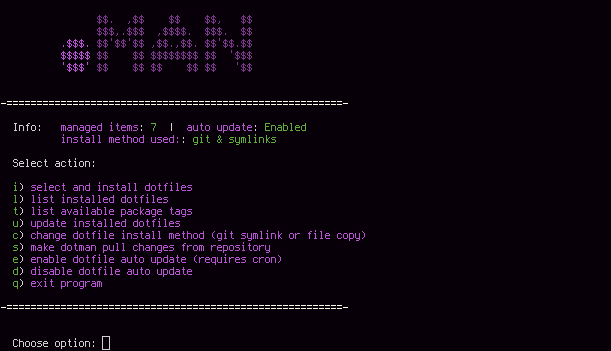 Info: managed items: 7 | auto update: Enabled
install method used:: git & symlinks
Select action:
i) select and install dotfiles
l) list installed dotfiles
t) list available package tags
u) update installed dotfiles
c) change dotfile install method (git symlink or file copy)
s) make dotman pull changes from repository
e) enable dotfile auto update (requires cron)
d) disable dotfile auto update
q) exit program
Choose option: